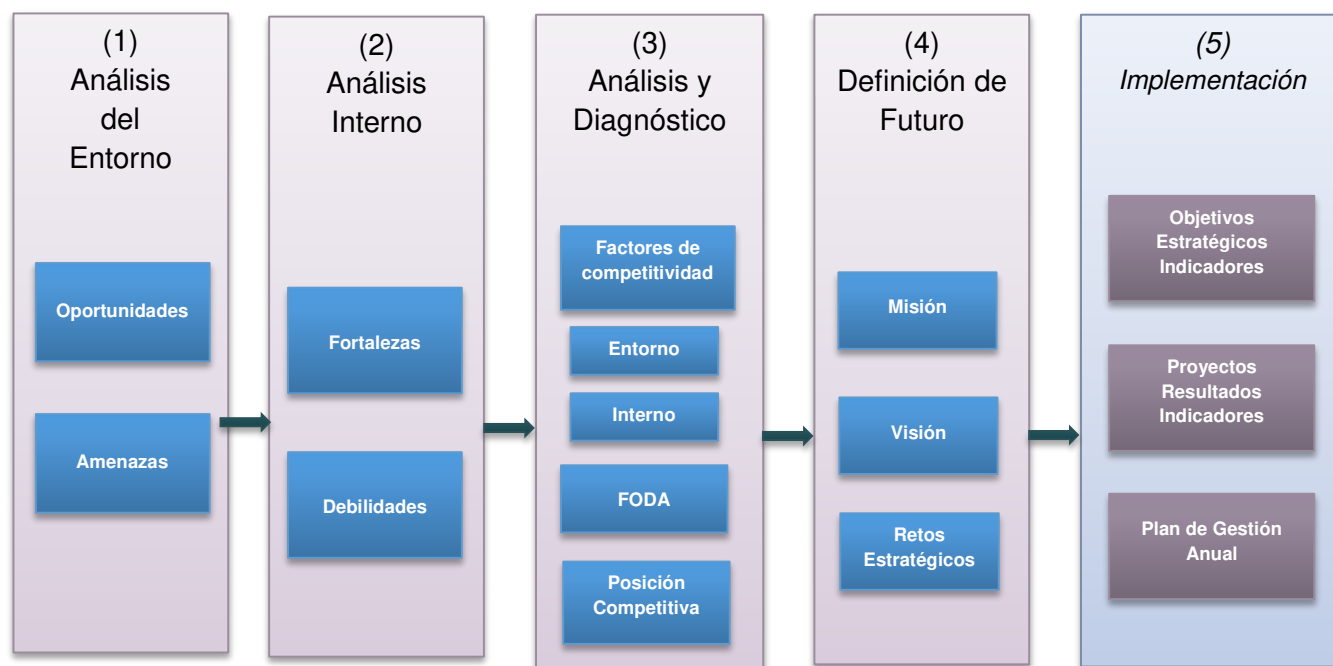 (1)
Análisis
del
Entorno
Oportunidades
Amenazas
(2)
Análisis
Interno
Fortalezas
Debilidades
(3)
Análisis y
Diagnóstico
Factores de
competitividad
Entorno
Interno
FODA
Posición
Competitiva
(4)
Definición de
Futuro
Misión
Visión
Retos
Estratégicos
(5)
Implementación
Objetivos
Estratégicos
Indicadores
Proyectos
Resultados
Indicadores
Plan de Gestión
Anual